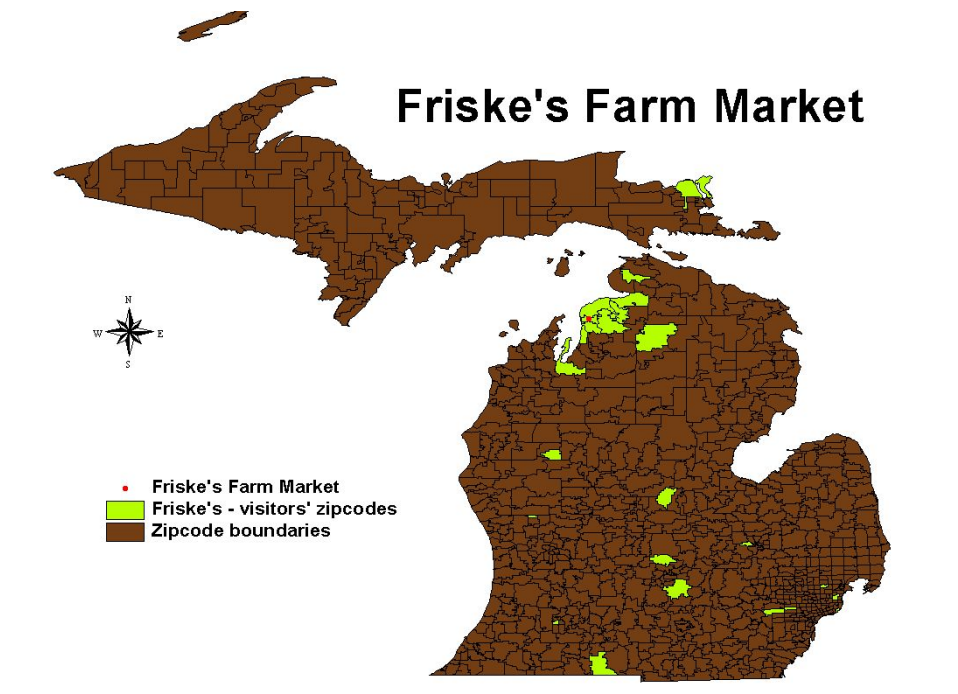 Friske's Farm Market
N
W E
S
Friske's Farm Market
Friske's - visitors' zipcodes
Zipcode boundaries